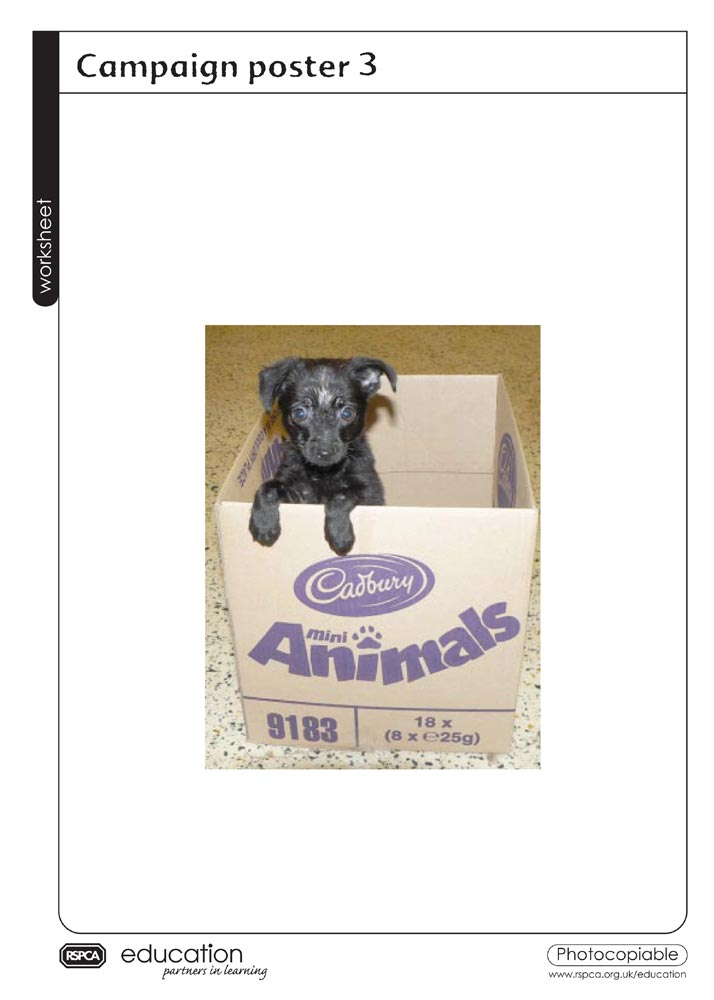 Campaign poster 3
worksheet
Cadbury
mini
Animals
9183
18 x
(8 x ℮25g)
RSPCA
education
partners in learning
Photocopiable
www.rspca.org.uk/education